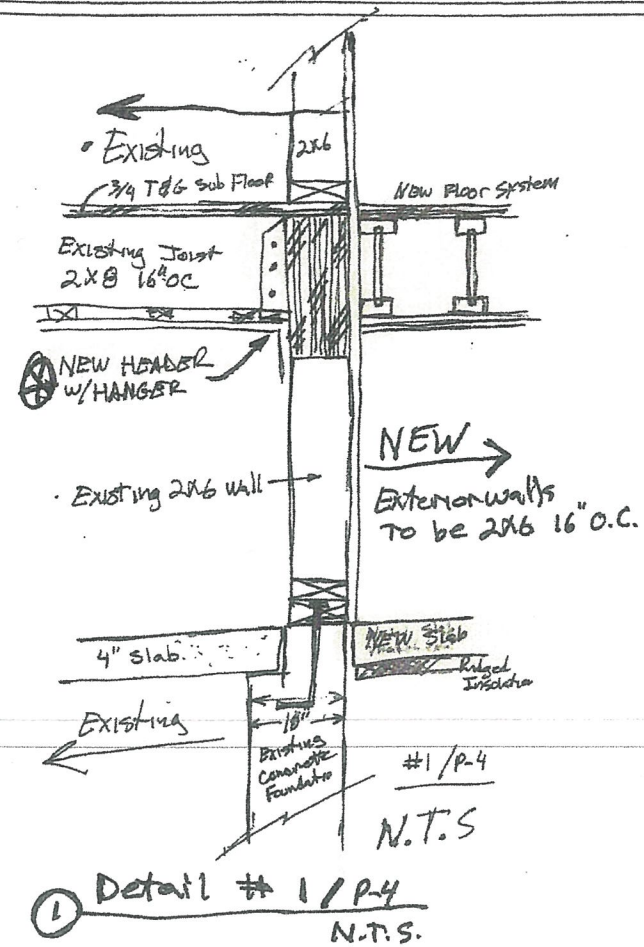 • Existing
2X6
3/4 T&G Sub Floor
New Floor System
Existing Joist
2X8 16"OC
NEW HEADER
W/HANGER
NEW
Exterior walls
To be 2X6 16" O.C.
• Existing 2X6 wall
4" Slab
NEW Slab
Ridged
Insolation
Existing
18"
Existing
Concrete
#1/P-4
N.T.S
1 Detail # 1/P-4
N.T.S.